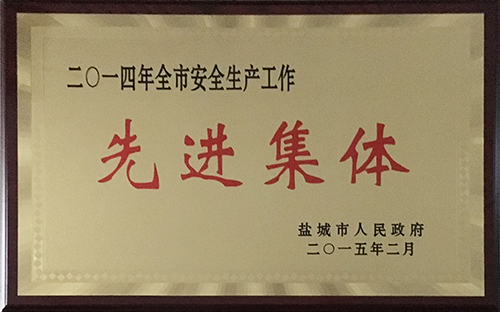 二〇一四年全市安全生产工作
先进集体
盐城市人民政府
二〇一五年二月